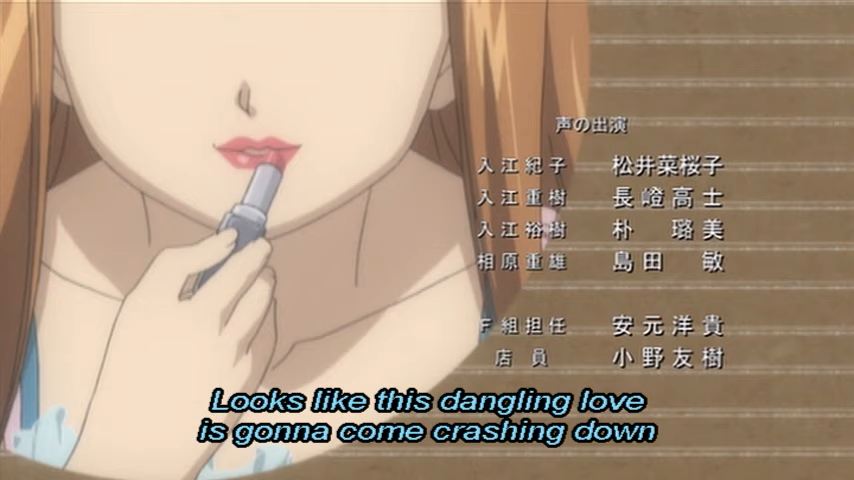 声の出演
入江紀子 松井菜桜子
入江重樹 長嶝高士
入江裕樹 朴 璐美
相原重雄 島田 敏
F組担任 安元洋貴
店員 小野友樹
Looks like this dangling love
is gonna come crashing down